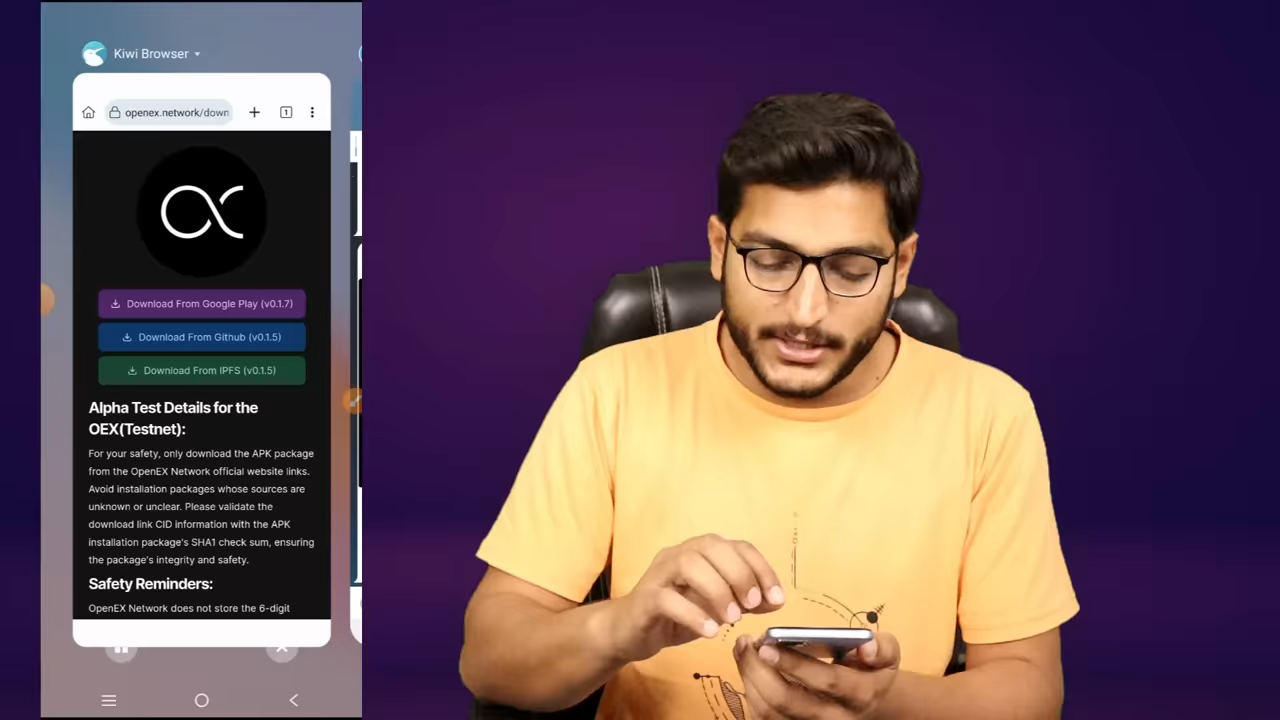 Kiwi Browser
openex.network/down
1
Download From Google Play (v0.1.7)
Download From Github (v0.1.5)
Download From IPFS (v0.1.5)
Alpha Test Details for the
OEX(Testnet):
For your safety, only download the APK package
from the OpenEX Network official website links.
Avoid installation packages whose sources are
unknown or unclear. Please validate the
download link CID information with the APK
installation package's SHA1 check sum, ensuring
the package's integrity and safety.
Safety Reminders:
OpenEX Network does not store the 6-digit